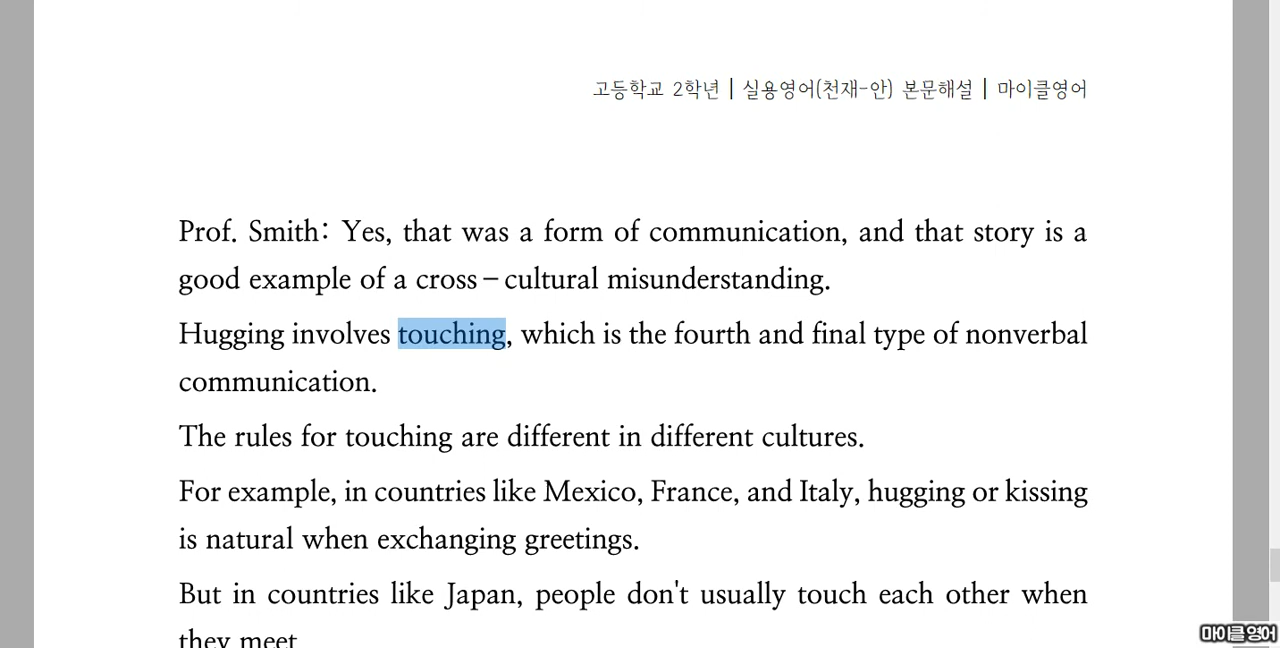 고등학교 2학년 | 실용영어(천재-안) 본문해설 | 마이클영어
Prof. Smith: Yes, that was a form of communication, and that story is a
good example of a cross-cultural misunderstanding.
Hugging involves touching, which is the fourth and final type of nonverbal
communication.
The rules for touching are different in different cultures.
For example, in countries like Mexico, France, and Italy, hugging or kissing
is natural when exchanging greetings.
But in countries like Japan, people don't usually touch each other when
they meet
마이클영어